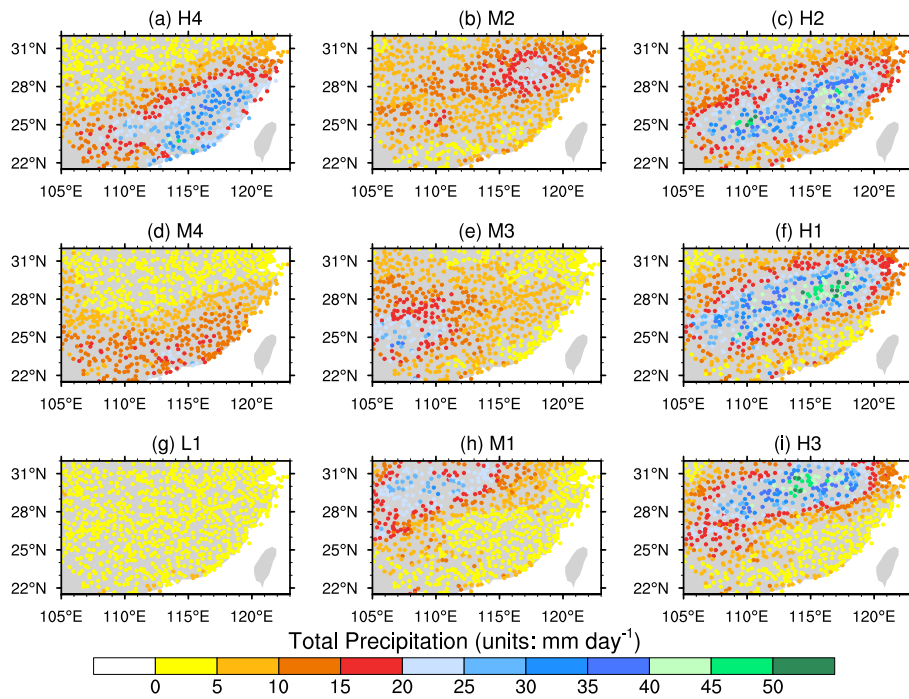 (a) H4 (b) M2 (c) H2
31°N 31°N 31°N
28°N 28°N 28°N
25°N 25°N 25°N
22°N 22°N 22°N
105°E 110°E 115°E 120°E 105°E 110°E 115°E 120°E 105°E 110°E 115°E 120°E
(d) M4 (e) M3 (f) H1
31°N 31°N 31°N
28°N 28°N 28°N
25°N 25°N 25°N
22°N 22°N 22°N
105°E 110°E 115°E 120°E 105°E 110°E 115°E 120°E 105°E 110°E 115°E 120°E
(g) L1 (h) M1 (i) H3
31°N 31°N 31°N
28°N 28°N 28°N
25°N 25°N 25°N
22°N 22°N 22°N
105°E 110°E 115°E 120°E 105°E 110°E 115°E 120°E 105°E 110°E 115°E 120°E
Total Precipitation (units: mm day⁻¹)
0 5 10 15 20 25 30 35 40 45 50